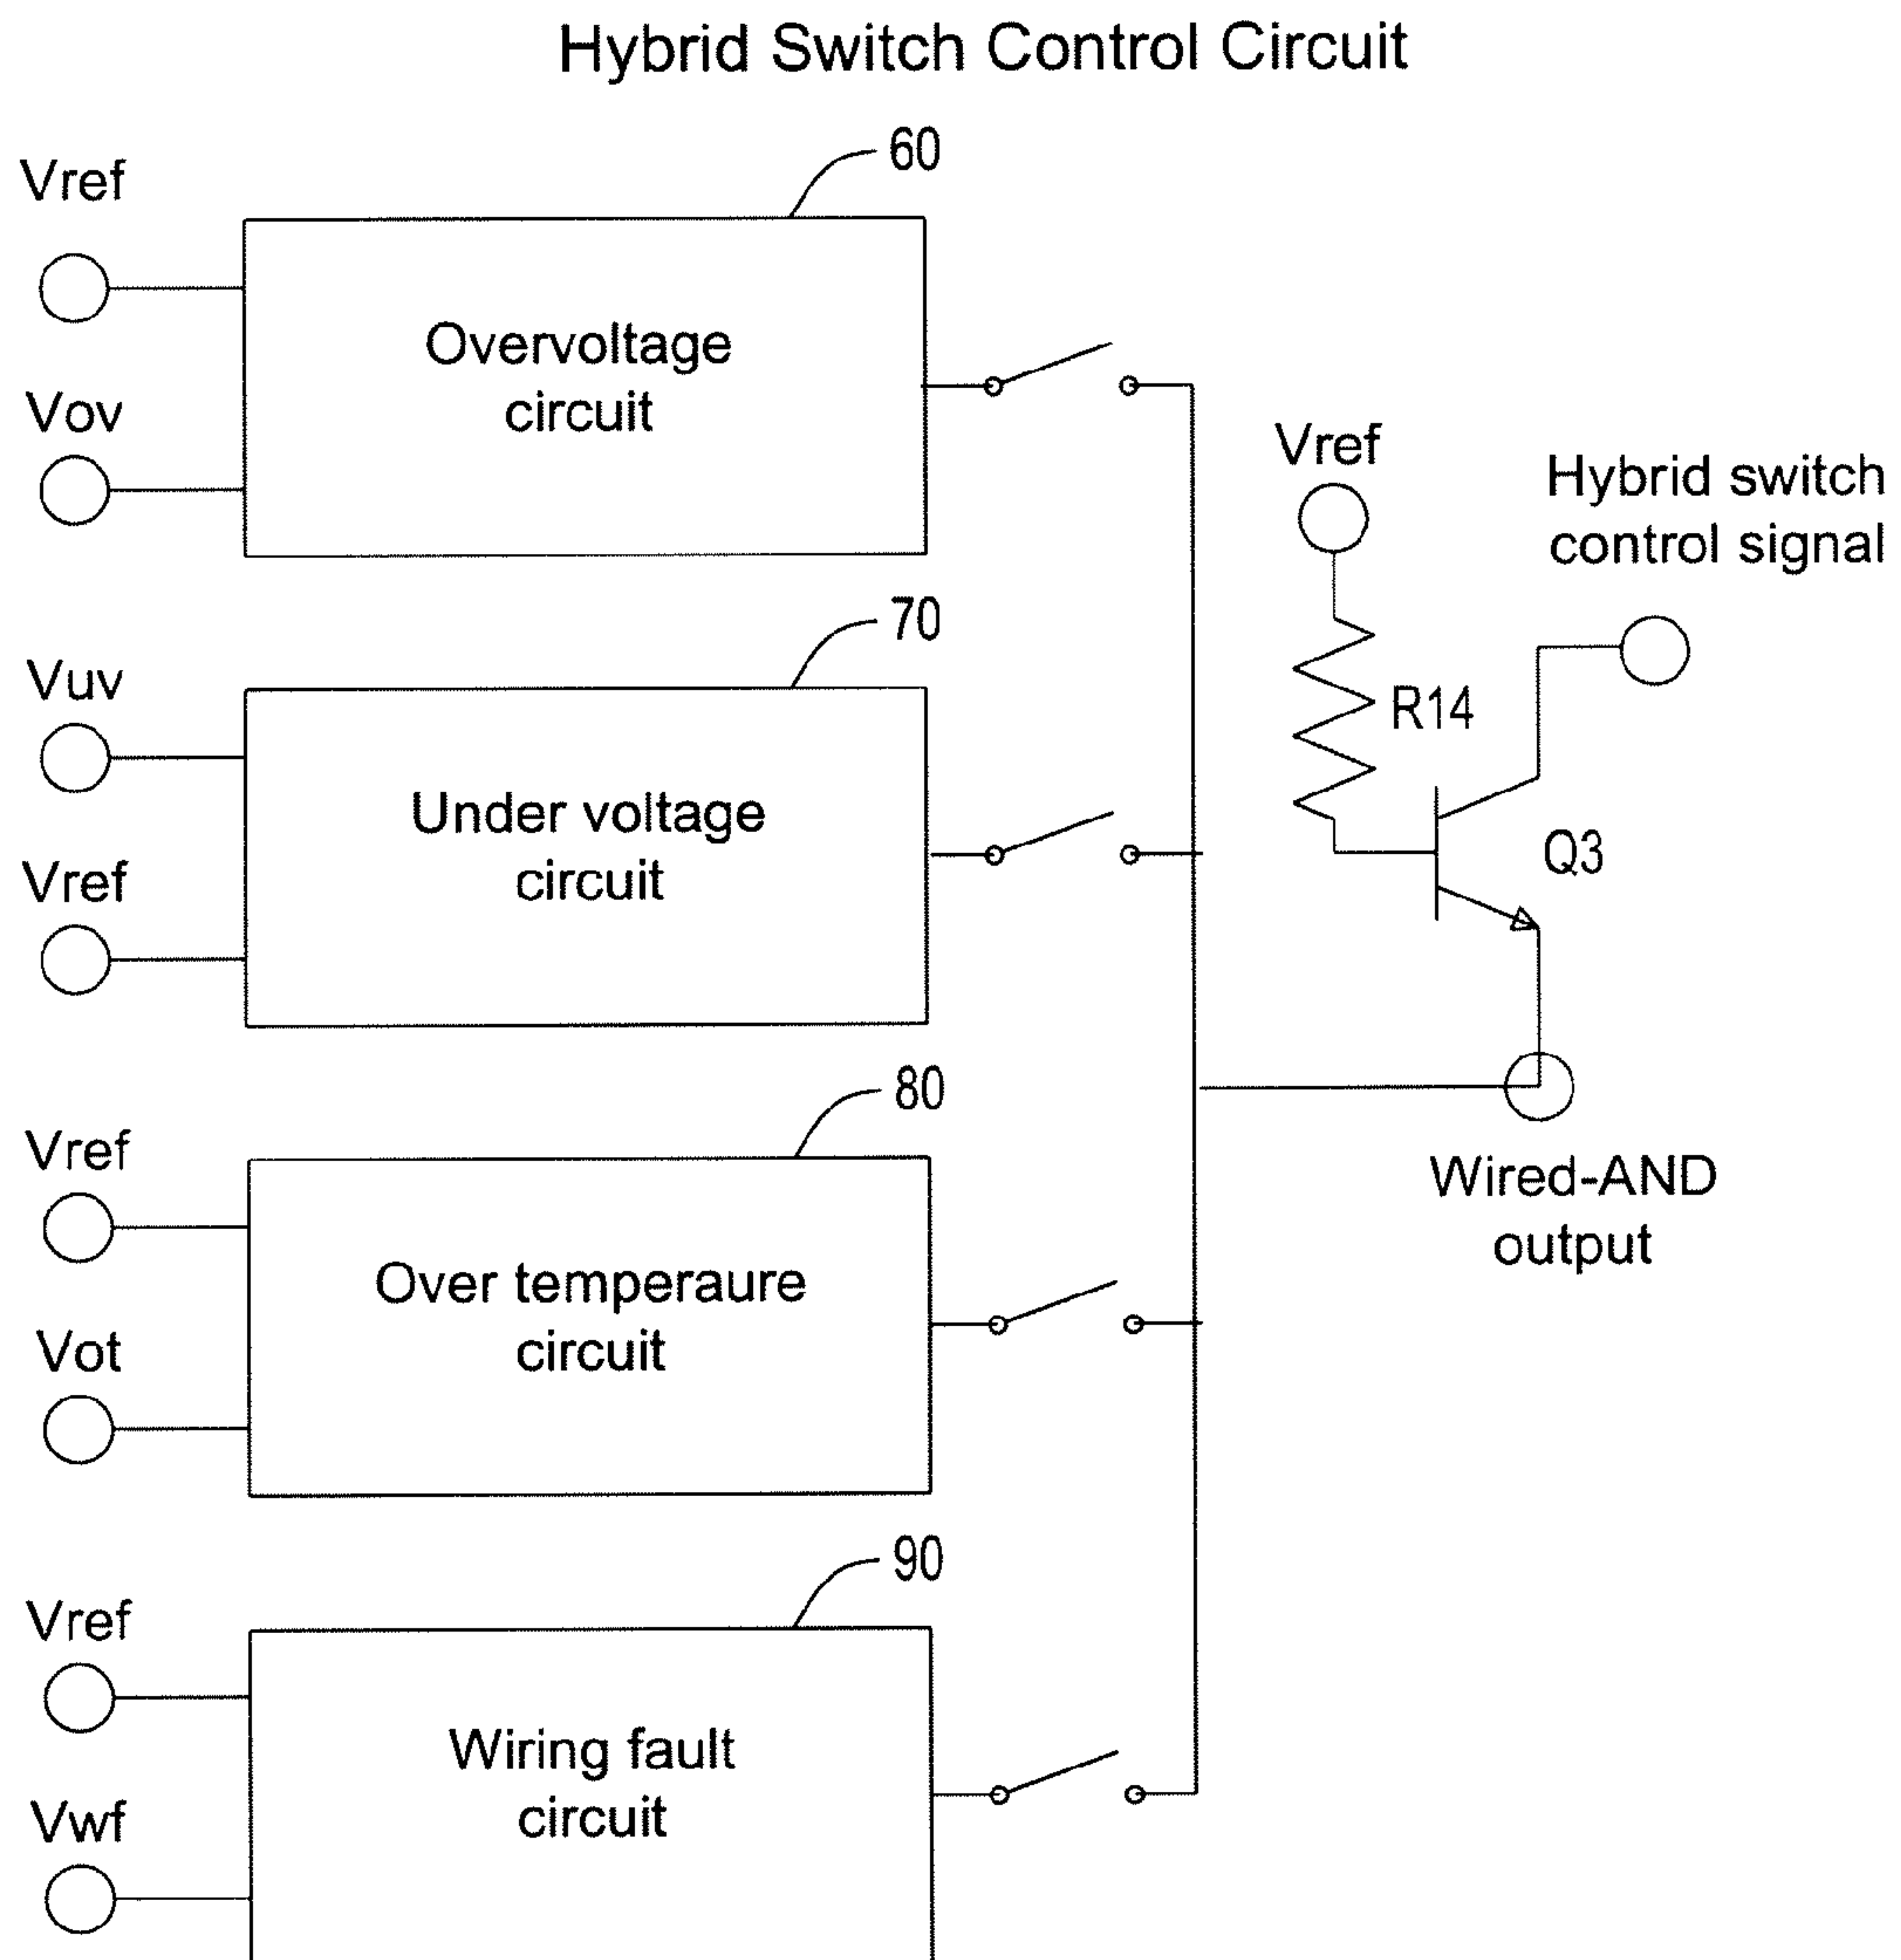 Hybrid Switch Control Circuit
60
Vref
Overvoltage
circuit
Vov
Vref
Hybrid switch
control signal
70
Vuv
R14
Under voltage
circuit
Q3
Vref
80
Vref
Wired-AND
output
Over temperaure
circuit
Vot
90
Vref
Wiring fault
circuit
Vwf